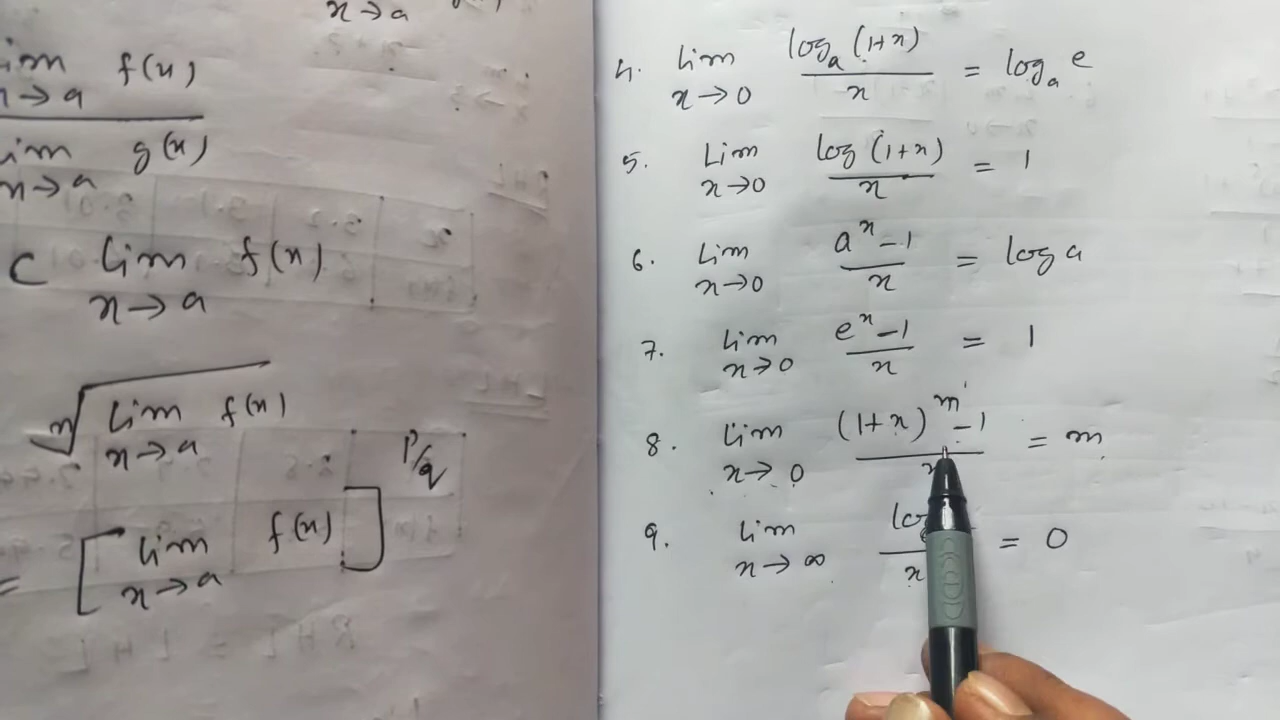 x→a
lim f(x)
x→a
lim g(x)
x→a
C lim f(x)
x→a
n√ lim f(x)
x→a
= [ lim f(x) ] P/q
x→a
4. Lim log_a (1+x) / x = log_a e
x→0
5. Lim log (1+x) / x = 1
x→0
6. Lim a^x - 1 / x = log a
x→0
7. Lim e^x - 1 / x = 1
x→0
8. Lim (1+x)^m - 1 / x = m
x→0
9. Lim = 0
x→∞